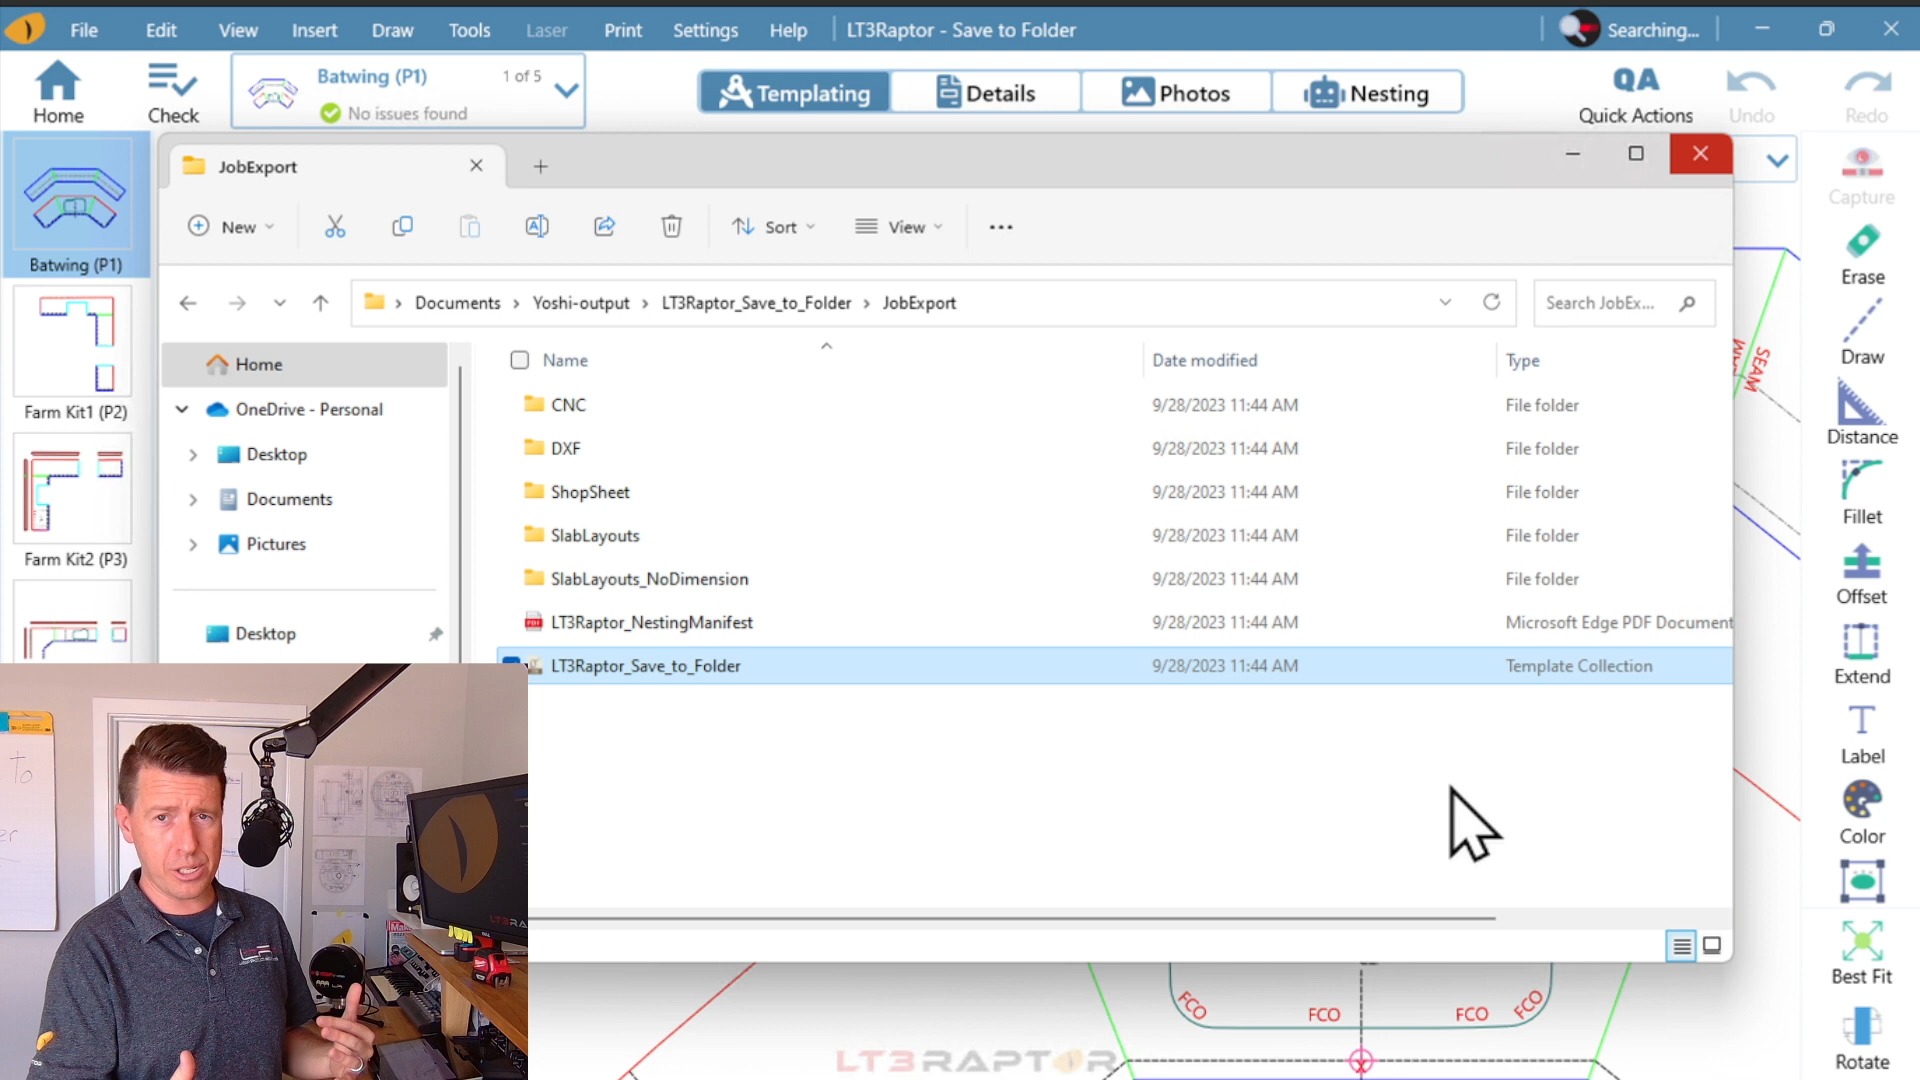 File Edit View Insert Draw Tools Laser Print Settings Help LT3Raptor - Save to Folder Searching...
Home
Check
Batwing (P1) 1 of 5
No issues found
Templating Details Photos Nesting
QA
Quick Actions
Undo
Redo
Batwing (P1)
Farm Kit1 (P2)
Farm Kit2 (P3)
JobExport
New
Sort
View
Documents > Yoshi-output > LT3Raptor_Save_to_Folder > JobExport
Search JobEx...
Home
OneDrive - Personal
Desktop
Documents
Pictures
Desktop
Name Date modified Type
CNC 9/28/2023 11:44 AM File folder
DXF 9/28/2023 11:44 AM File folder
ShopSheet 9/28/2023 11:44 AM File folder
SlabLayouts 9/28/2023 11:44 AM File folder
SlabLayouts_NoDimension 9/28/2023 11:44 AM File folder
LT3Raptor_NestingManifest 9/28/2023 11:44 AM Microsoft Edge PDF Document
LT3Raptor_Save_to_Folder 9/28/2023 11:44 AM Template Collection
SEAM
Capture
Erase
Draw
Distance
Fillet
Offset
Extend
Label
Color
Best Fit
Rotate
FCO FCO FCO FCO
LT3RAPTOR
to